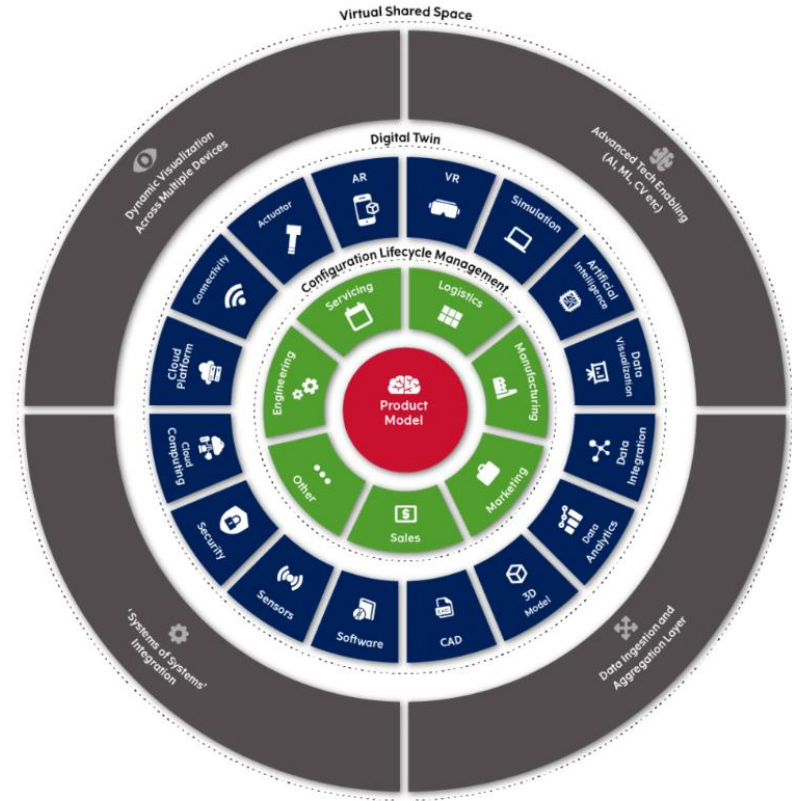 Virtual Shared Space
Dynamic Visualization
Across Multiple Devices
Advanced Tech Enabling
(AI, ML, CV etc)
Digital Twin
AR
VR
Simulation
Artificial
Intelligence
Data
Visualization
Data
Integration
Data
Analytics
3D
Model
CAD
CAD
Software
Sensors
Security
Cloud
Computing
Cloud
Platform
Connectivity
Actuator
Configuration Lifecycle Management
Servicing
Logistics
Manufacturing
Marketing
$
Sales
Other
Engineering
Product
Model
'Systems of Systems'
Integration
Data Ingestion and
Aggregation Layer